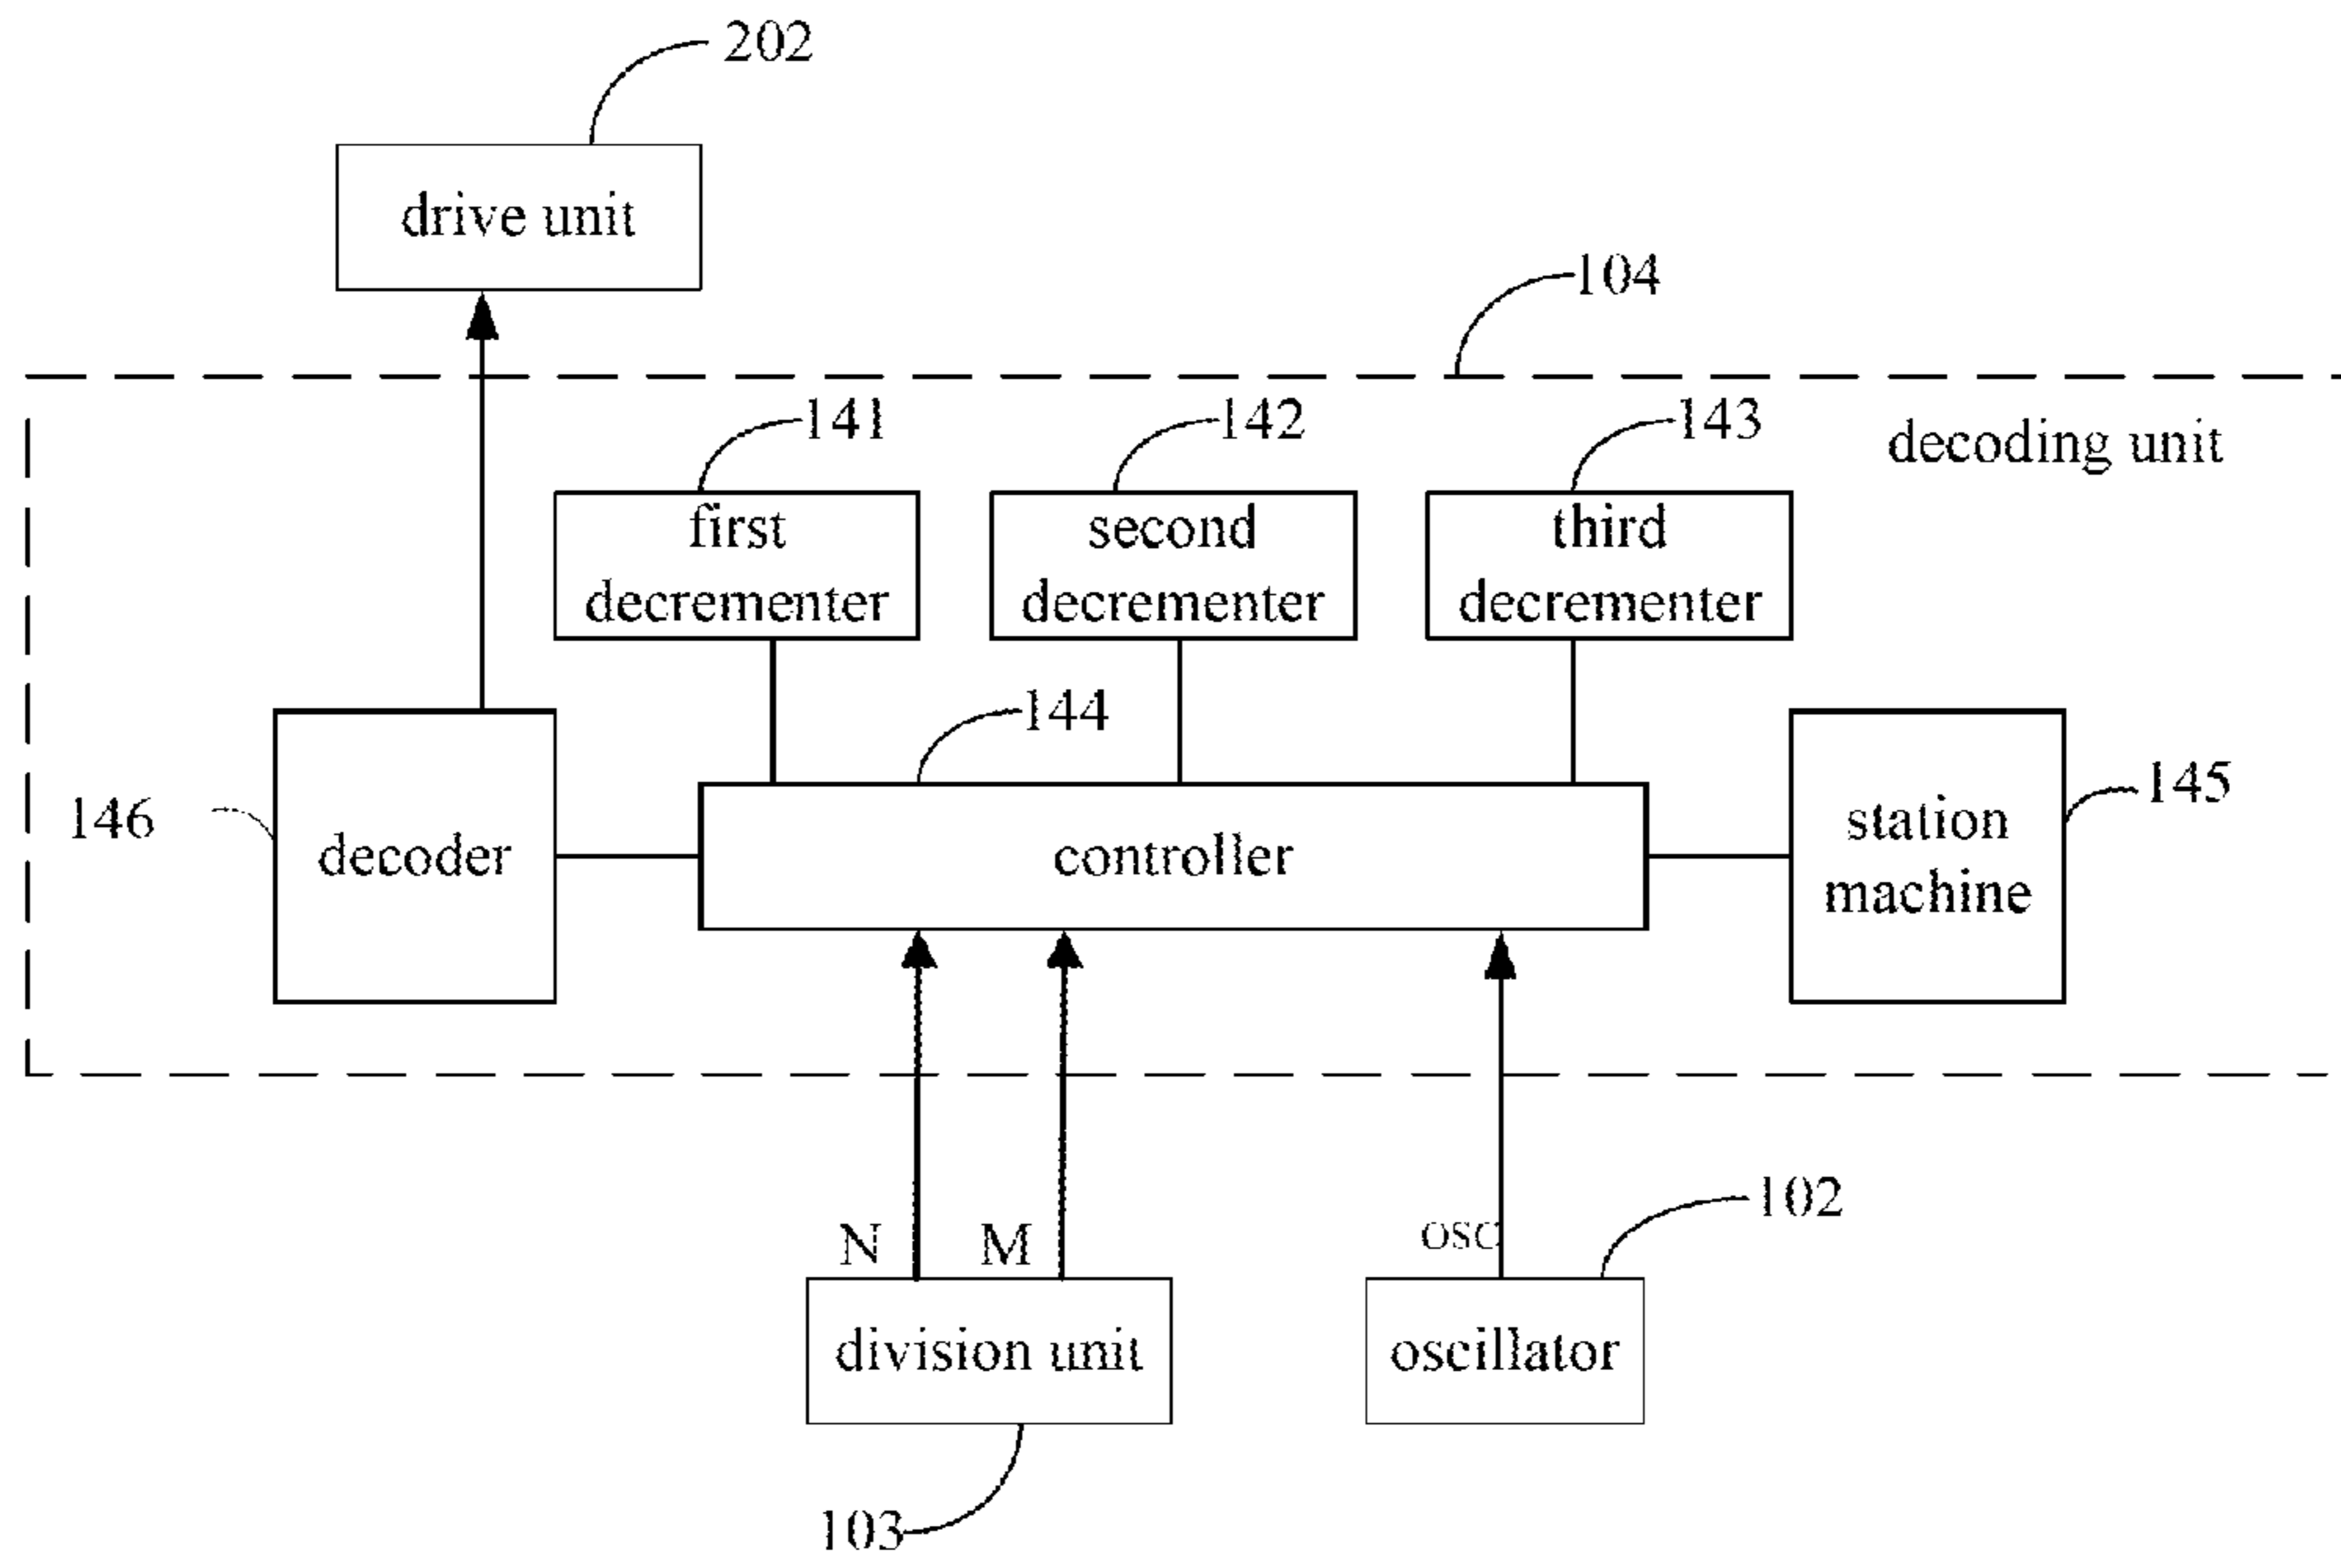 202
drive unit
104
141
142
143
decoding unit
first
decrementer
second
decrementer
third
decrementer
144
146
decoder
controller
station
machine
145
N
M
osc
102
division unit
oscillator
103